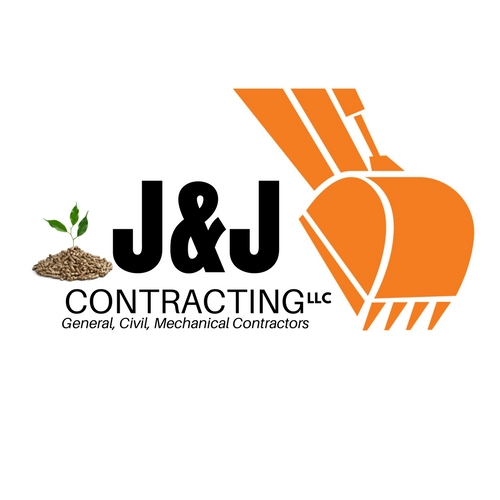 J&J
CONTRACTING LLC
General, Civil, Mechanical Contractors